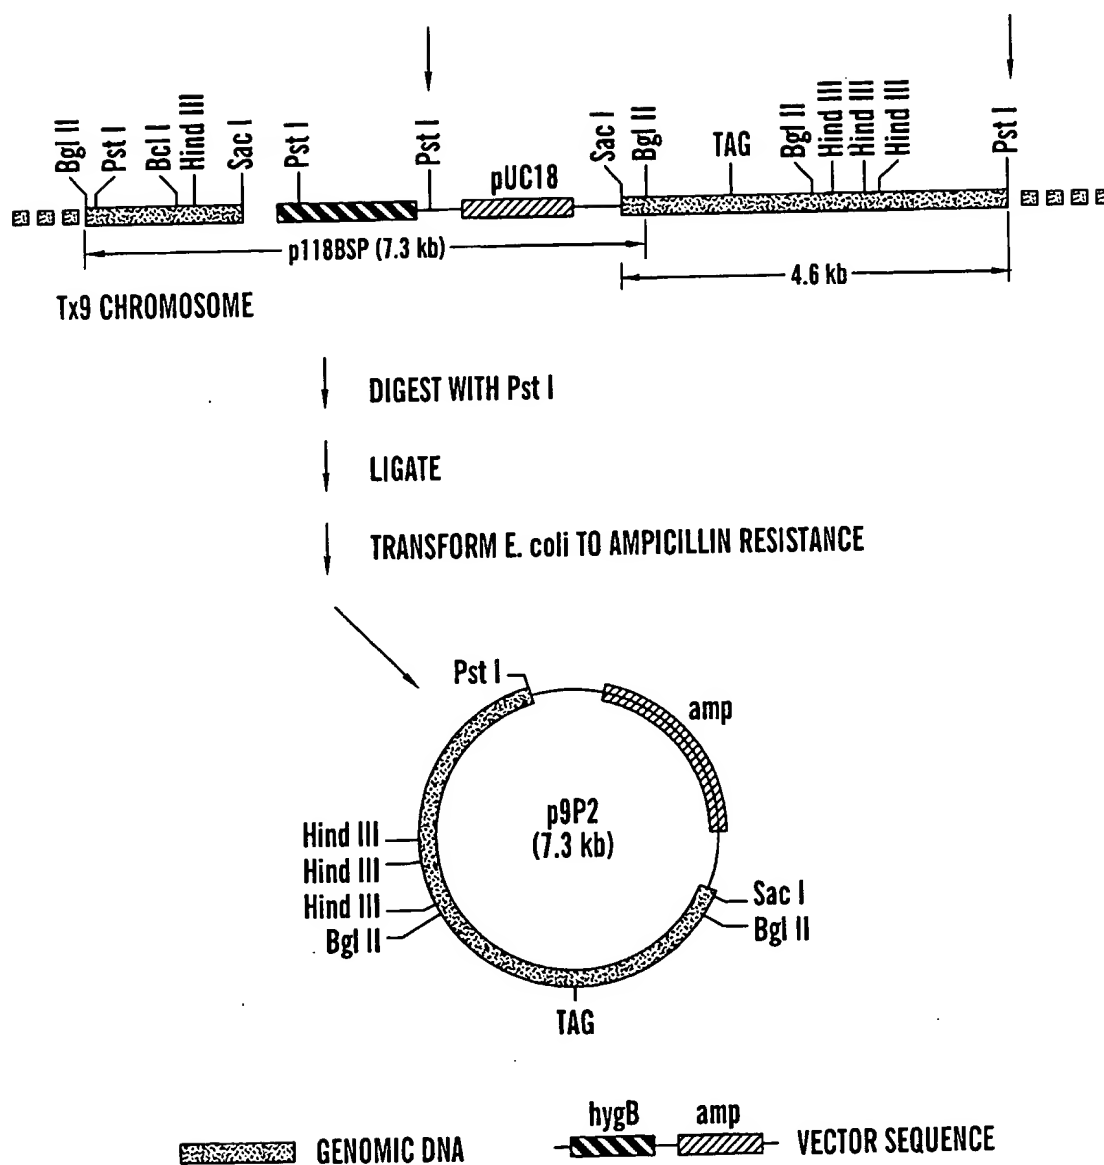 Bgl II
Pst I
Bcl I
Hind III
Sac I
Pst I
Pst I
pUC18
Sac I
Bgl II
TAG
Bgl II
Hind III
Hind III
Hind III
Pst I
p118BSP (7.3 kb)
4.6 kb
Tx9 CHROMOSOME
DIGEST WITH Pst I
LIGATE
TRANSFORM E. coli TO AMPICILLIN RESISTANCE
Pst I
amp
p9P2
(7.3 kb)
Hind III
Hind III
Hind III
Bgl II
Sac I
Bgl II
TAG
hygB
amp
GENOMIC DNA
VECTOR SEQUENCE